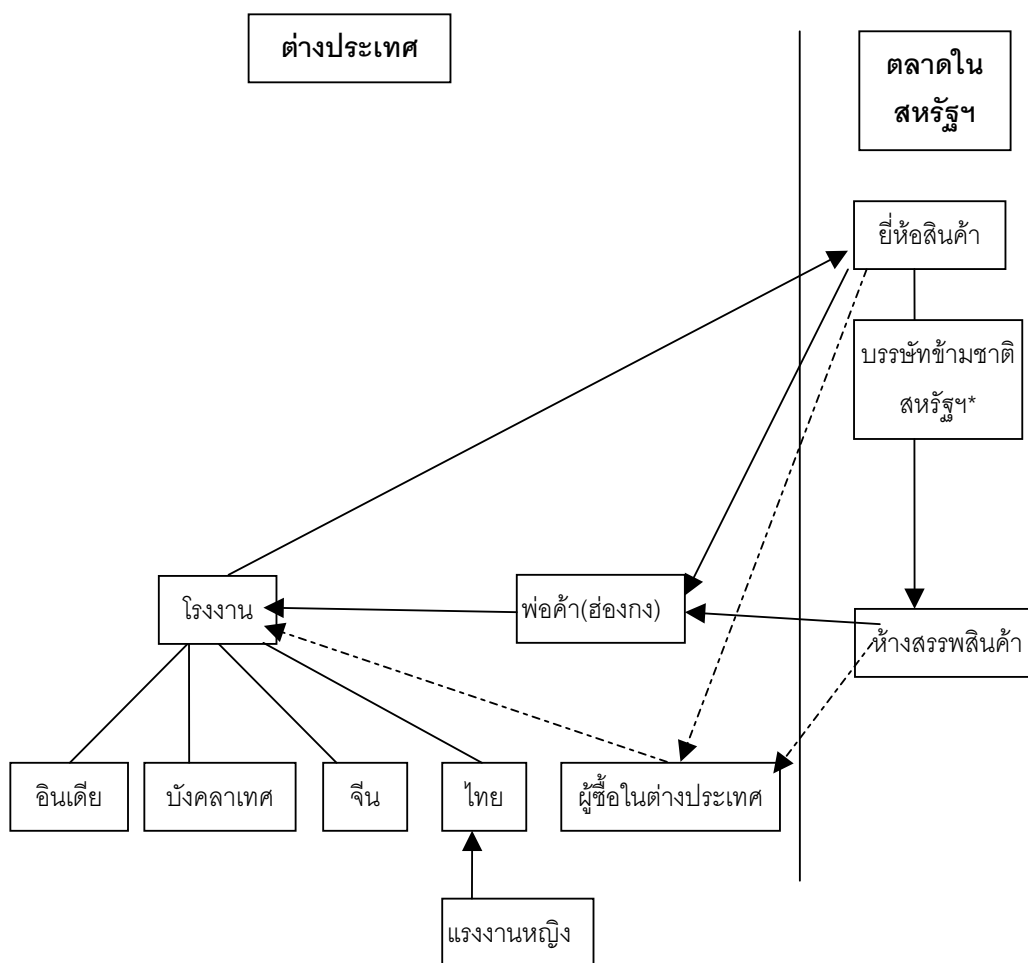 ต่างประเทศ
ตลาดใน
สหรัฐฯ
ยี่ห้อสินค้า
บรรษัทข้ามชาติ
สหรัฐฯ*
โรงงาน
พ่อค้า(ฮ่องกง)
ห้างสรรพสินค้า
อินเดีย
บังคลาเทศ
จีน
ไทย
ผู้ซื้อในต่างประเทศ
แรงงานหญิง